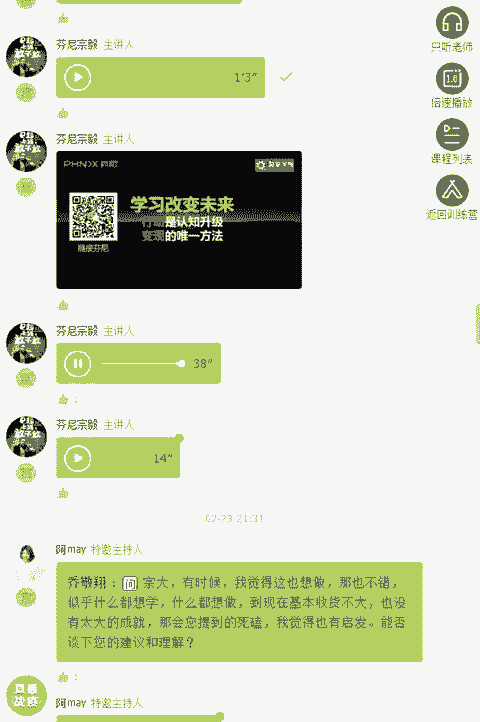 芬尼宗毅 主讲人
只听老师
1'3"
1.0
倍速播放
芬尼宗毅 主讲人
课程列表
PHNIX
学习改变未来
行动是认知升级
变现的唯一方法
链接芬尼
返回训练营
芬尼宗毅 主讲人
38"
芬尼宗毅 主讲人
14"
02-23 21:31
阿may 特邀主持人
乔敬翔：问 宗大，有时候，我觉得这也想做，那也不错，
似乎什么都想学，什么都想做，到现在基本收货不大，也没
有太大的成就，那会您提到的死磕，我觉得也有启发。能否
谈下您的建议和理解？
阿may 特邀主持人